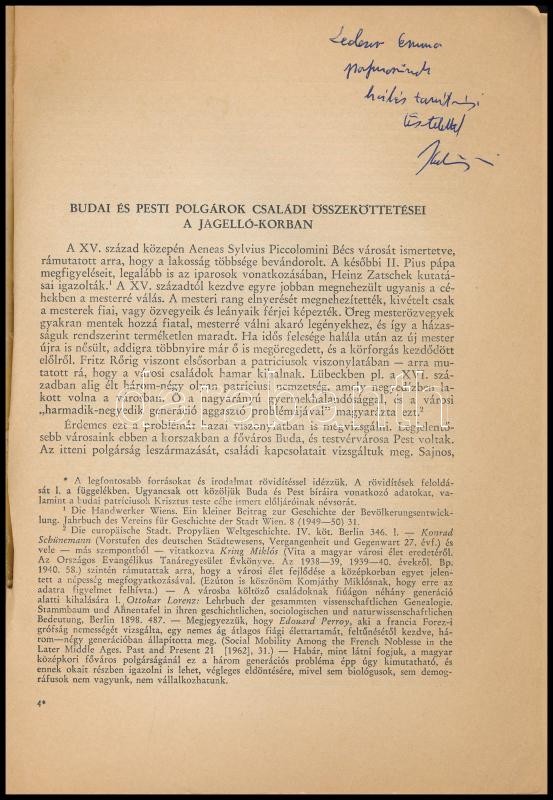 Lederer Emma
tanítványi
tisztelettel
BUDAI ÉS PESTI POLGÁROK CSALÁDI ÖSSZEKÖTTETÉSEI
A JAGELLÓ-KORBAN
A XV. század közepén Aeneas Sylvius Piccolomini Bécs városát ismertetve,
rámutatott arra, hogy a lakosság többsége bevándorolt. A későbbi II. Pius pápa
megfigyeléseit, legalább is az iparosok vonatkozásában, Heinz Zatschek kutatá-
sai igazolták.¹ A XV. századtól kezdve egyre jobban megnehezült ugyanis a cé-
hekben a mesterré válás. A mesteri rang elnyerését megnehezítették, kivételt csak
a mesterek fiai, vagy özvegyeik és leányaik férjei képezték. Öreg mesterözvegyek
gyakran mentek hozzá fiatal, mesterré válni akaró legényekhez, és így a házas-
ságuk rendszerint terméketlen maradt. Ha idős felesége halála után az új mester
újra is nősült, addigra többnyire már ő is megöregedett, és a körforgás kezdődött
előlről. Fritz Rőrig viszont elsősorban a patriciusok viszonylatában — arra mu-
tatott rá, hogy a városi családok hamar kihalnak. Lübeckben pl. a XVI. szá-
zadban alig élt három-négy olyan patricius nemzetség, amely negyedízben la-
kott volna a városban. Ő a nagyarányú gyermekhalandósággal, és a városi
„harmadik-negyedik generáció aggasztó problémájával" magyarázta ezt.²
Érdemes ezt a problémát hazai viszonylatban is megvizsgálni. Legjelentő-
sebb városaink ebben a korszakban a főváros Buda, és testvérvárosa Pest voltak.
Az itteni polgárság leszármazását, családi kapcsolatait vizsgáltuk meg. Sajnos,
* A legfontosabb forrásokat és irodalmat rövidítéssel idézzük. A rövidítések feloldá-
sát l. a függelékben. Ugyancsak ott közöljük Buda és Pest bíráira vonatkozó adatokat, va-
lamint a budai patriciusok Krisztus teste céhe ismert elöljáróinek névsorát.
¹ Die Handwerker Wiens. Ein kleiner Beitrag zur Geschichte der Bevölkerungsentwick-
lung. Jahrbuch des Vereins für Geschichte der Stadt Wien. 8 (1949—50) 31.
² Die europäische Stadt. Propyläen Weltgeschichte. IV. köt. Berlin 346. l. — Konrad
Schünemann (Vorstufen des deutschen Städtewesens, Vergangenheit und Gegenwart 27. évf.) és
vele — más szempontból — vitatkozva Kring Miklós (Vita a magyar városi élet eredetéről.
Az Országos Evangélikus Tanáregyesület Évkönyve. Az 1938—39, 1939—40. évekről. Bp.
1940. 58.) szintén rámutattak arra, hogy a városi élet fejlődése a középkorban egyet jelen-
tett a népesség megfogyatkozásával. (Ezúton is köszönöm Komjáthy Miklósnak, hogy erre az
adatra figyelmet felhívta.) — A városba költöző családoknak fiúágon néhány generáció
alatti kihalására l. Ottokar Lorenz: Lehrbuch der gesammten wissenschaftlichen Genealogie.
Stammbaum und Ahnentafel in ihren geschichtlichen, sociologischen und naturwissenschaftlichen
Bedeutung, Berlin 1898. 487. — Megjegyezzük, hogy Edouard Perroy, aki a francia Forez-i
grófság nemességét vizsgálta, egy nemes ág átlagos fiági élettartamát, feltűnésétől kezdve, há-
rom—négy generációban állapította meg. (Social Mobility Among the French Noblesse in the
Later Middle Ages. Past and Present 21 [1962], 31.) — Habár, mint látni fogjuk, a magyar
középkori főváros polgárságánál ez a három generációs probléma épp úgy kimutatható, és
ennek okait részben igazolni is lehet, végleges eldöntésére, mivel sem biológusok, sem demog-
ráfusok nem vagyunk, nem vállalkozhatunk.
4*
darabanth